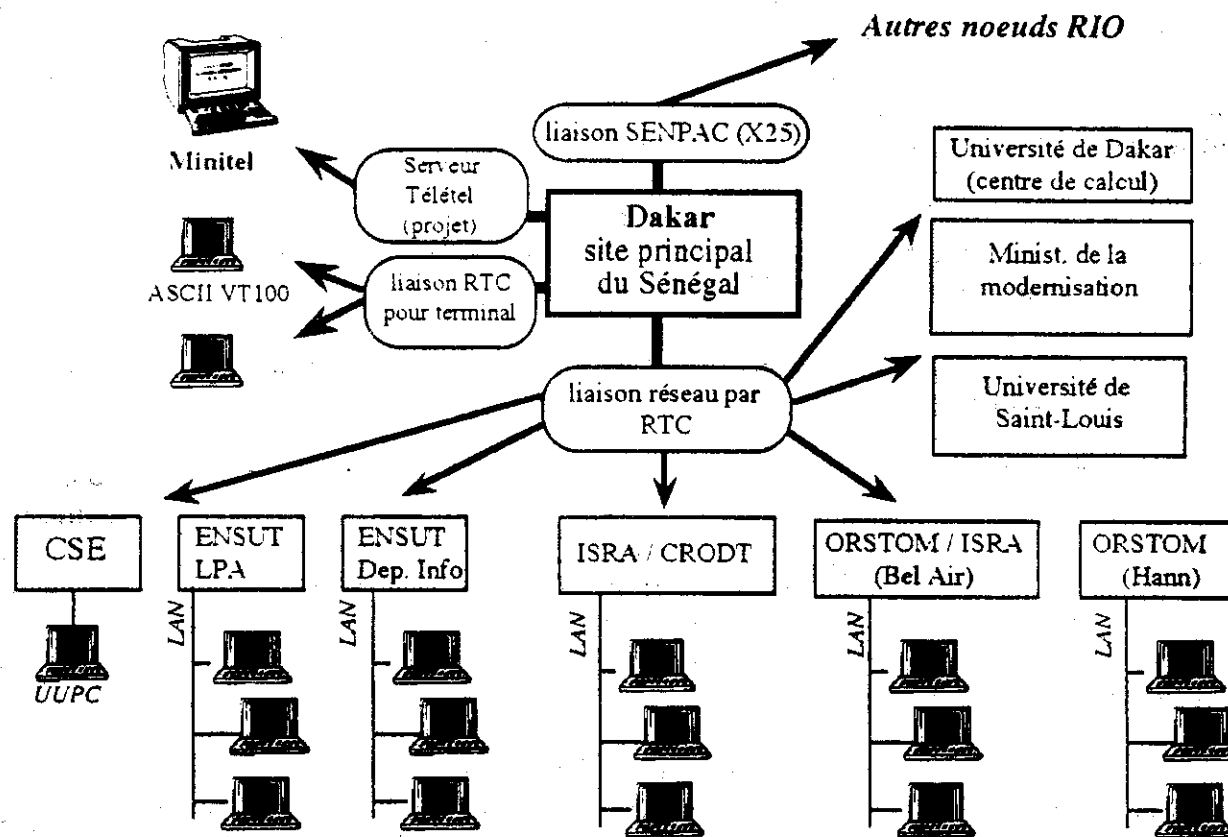 Autres noeuds RIO
liaison SENPAC (X25)
Minitel
Serveur
Télétel
(projet)
Dakar
site principal
du Sénégal
Université de Dakar
(centre de calcul)
Minist. de la
modernisation
ASCII VT100
liaison RTC
pour terminal
Université de
Saint-Louis
liaison réseau par
RTC
CSE
UUPC
ENSUT
LPA
LAN
ENSUT
Dep. Info
LAN
ISRA / CRODT
LAN
ORSTOM / ISRA
(Bel Air)
LAN
ORSTOM
(Hann)
LAN